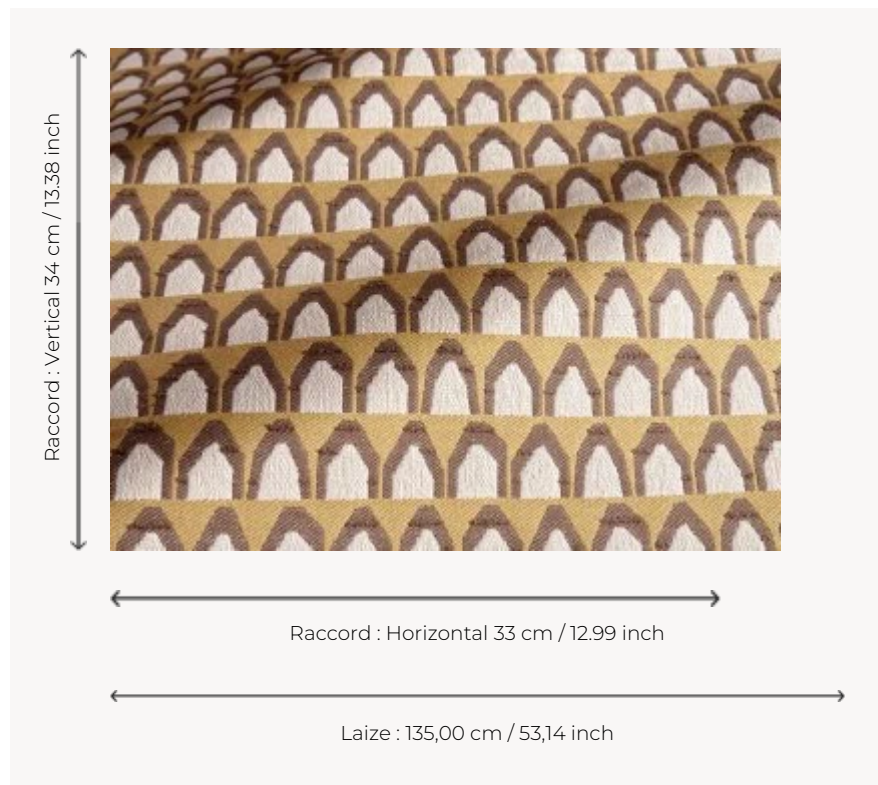 Raccord : Vertical 34 cm / 13.38 inch
Raccord : Horizontal 33 cm / 12.99 inch
Laize : 135,00 cm / 53,14 inch